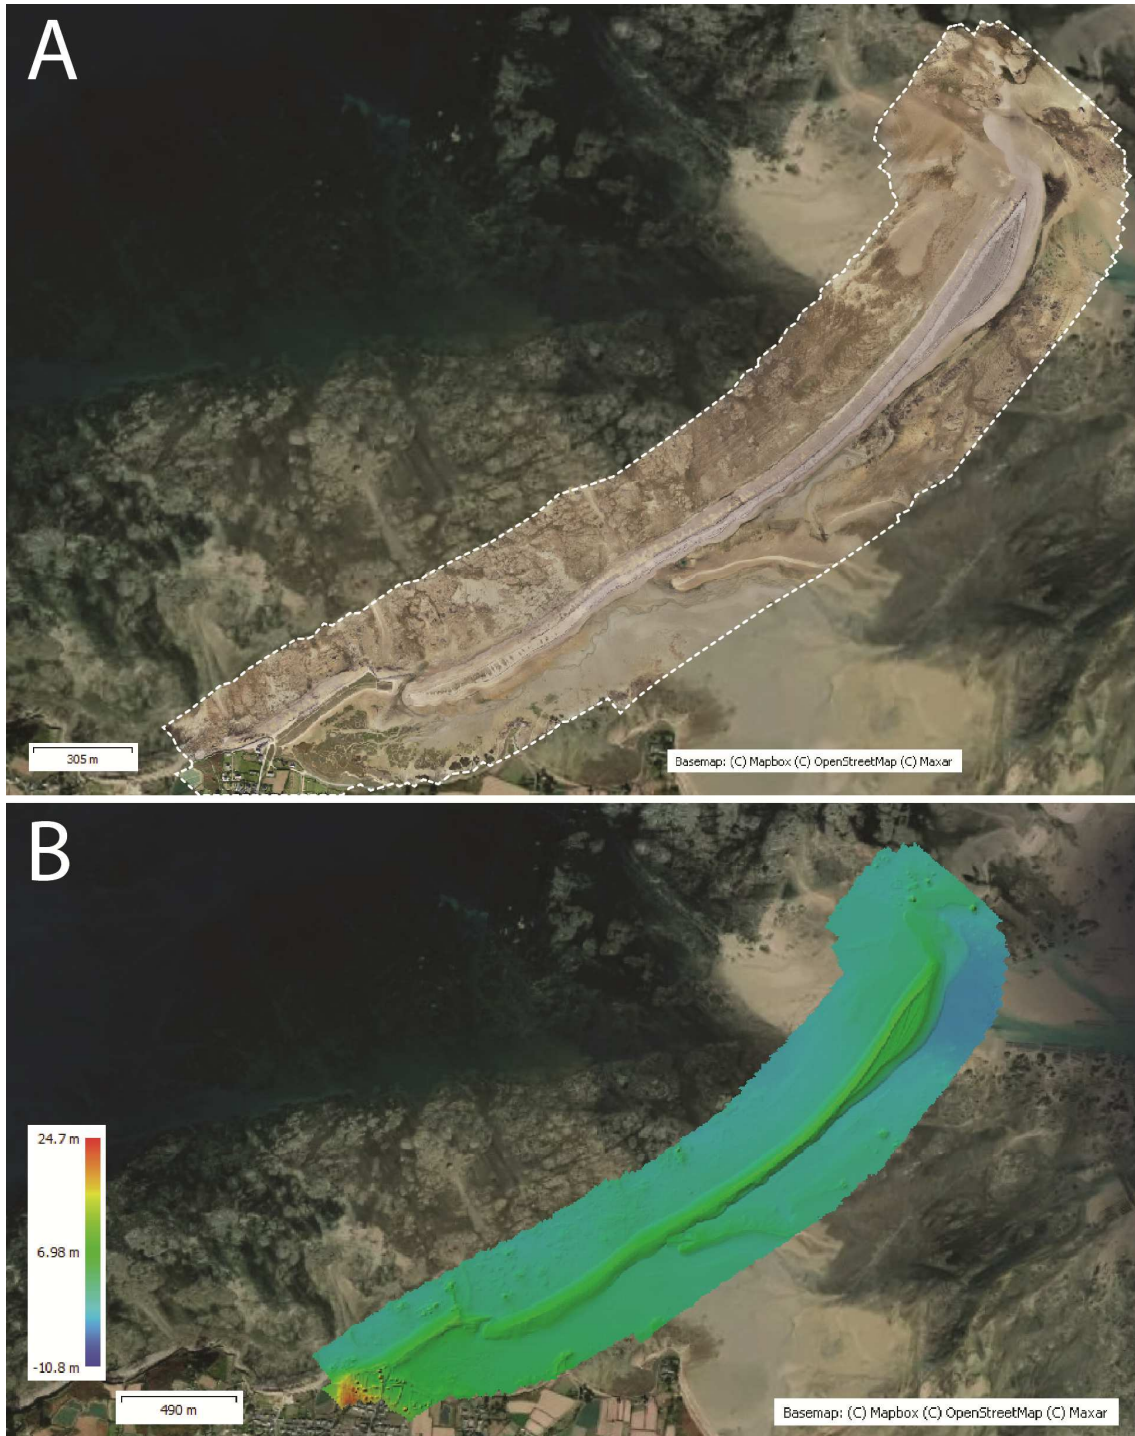 A
305 m
Basemap: (C) Mapbox (C) OpenStreetMap (C) Maxar
B
24.7 m
6.98 m
-10.8 m
490 m
Basemap: (C) Mapbox (C) OpenStreetMap (C) Maxar